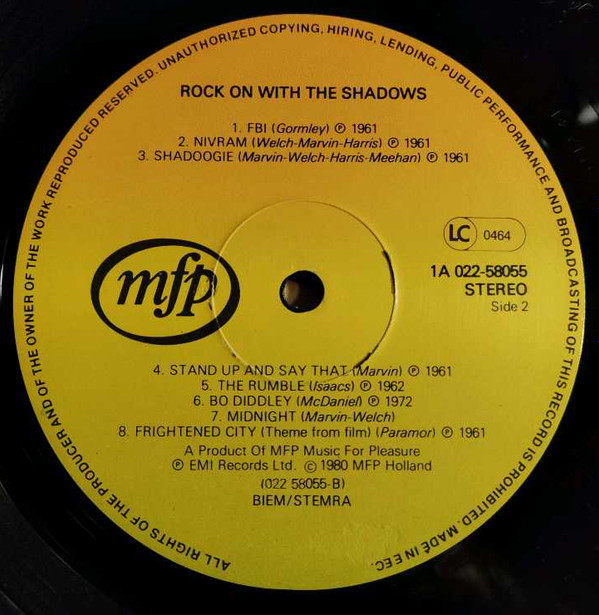 ALL RIGHTS OF THE PRODUCER AND OF THE OWNER OF THE WORK REPRODUCED RESERVED. UNAUTHORIZED COPYING, HIRING, LENDING, PUBLIC PERFORMANCE AND BROADCASTING OF THIS RECORD IS PROHIBITED. MADE IN EEC.
ROCK ON WITH THE SHADOWS
1. FBI (Gormley) Ⓟ 1961
2. NIVRAM (Welch-Marvin-Harris) Ⓟ 1961
3. SHADOOGIE (Marvin-Welch-Harris-Meehan) Ⓟ 1961
LC 0464
mfp
1A 022-58055
STEREO
Side 2
4. STAND UP AND SAY THAT (Marvin) Ⓟ 1961
5. THE RUMBLE (Isaacs) Ⓟ 1962
6. BO DIDDLEY (McDaniel) Ⓟ 1972
7. MIDNIGHT (Marvin-Welch)
8. FRIGHTENED CITY (Theme from film) (Paramor) Ⓟ 1961
A Product Of MFP Music For Pleasure
Ⓟ EMI Records Ltd. © 1980 MFP Holland
(022 58055-B)
BIEM/STEMRA